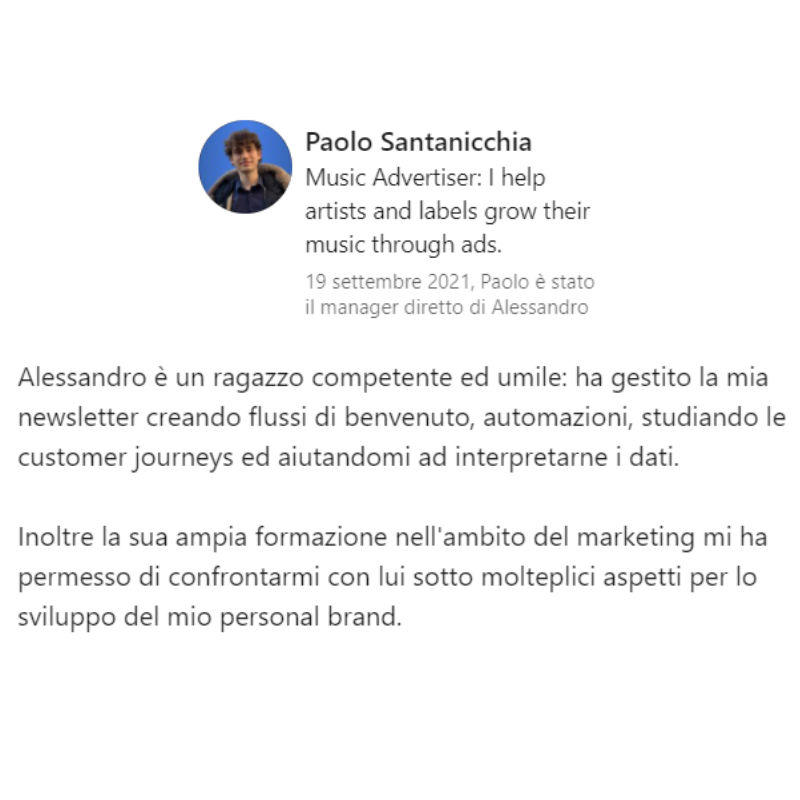 Paolo Santanicchia
Music Advertiser: I help
artists and labels grow their
music through ads.
19 settembre 2021, Paolo è stato
il manager diretto di Alessandro
Alessandro è un ragazzo competente ed umile: ha gestito la mia
newsletter creando flussi di benvenuto, automazioni, studiando le
customer journeys ed aiutandomi ad interpretarne i dati.
Inoltre la sua ampia formazione nell'ambito del marketing mi ha
permesso di confrontarmi con lui sotto molteplici aspetti per lo
sviluppo del mio personal brand.